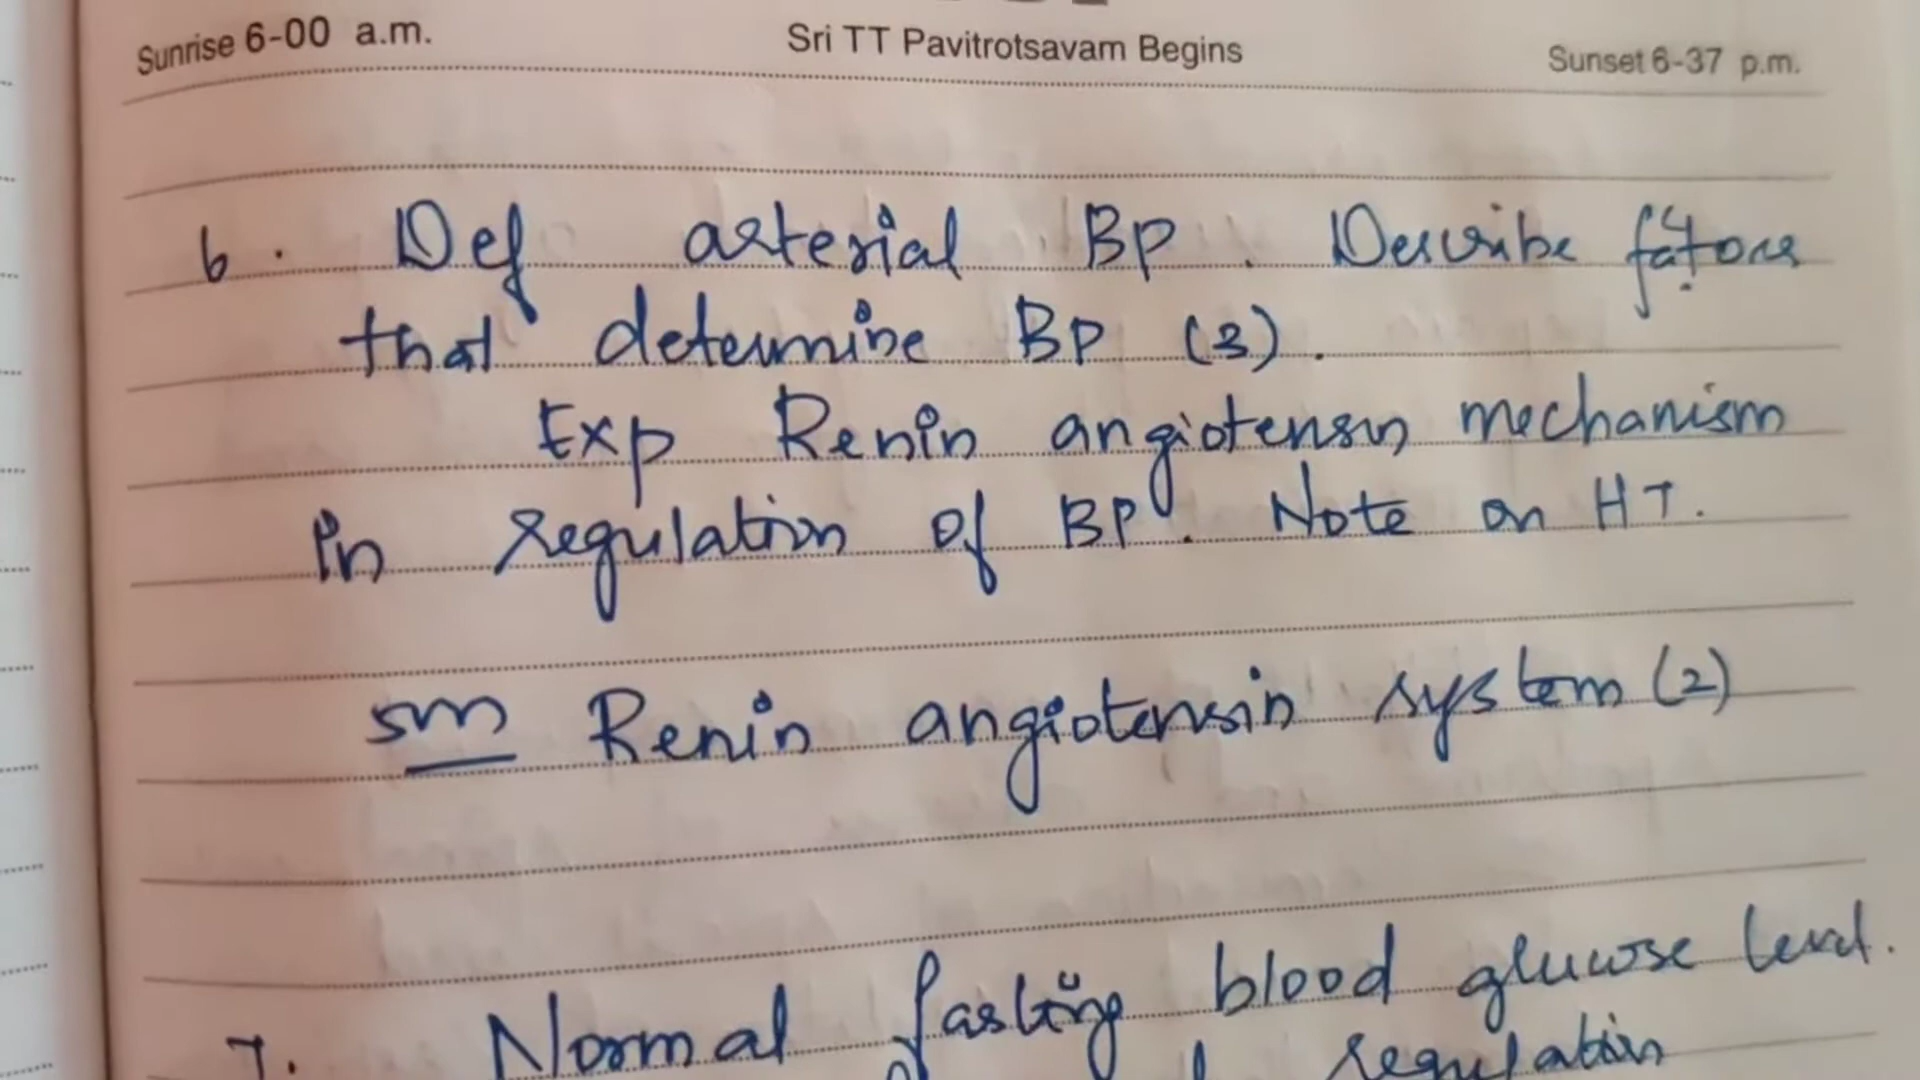 Sunrise 6-00 a.m. Sri TT Pavitrotsavam Begins Sunset 6-37 p.m.
6. Def arterial BP. Describe fators
that determine BP (3).
Exp Renin angiotensin mechanism
in regulation of BP. Note on HT.
5m Renin angiotensin system (2)
7. Normal fasting blood glucose level.
regulation